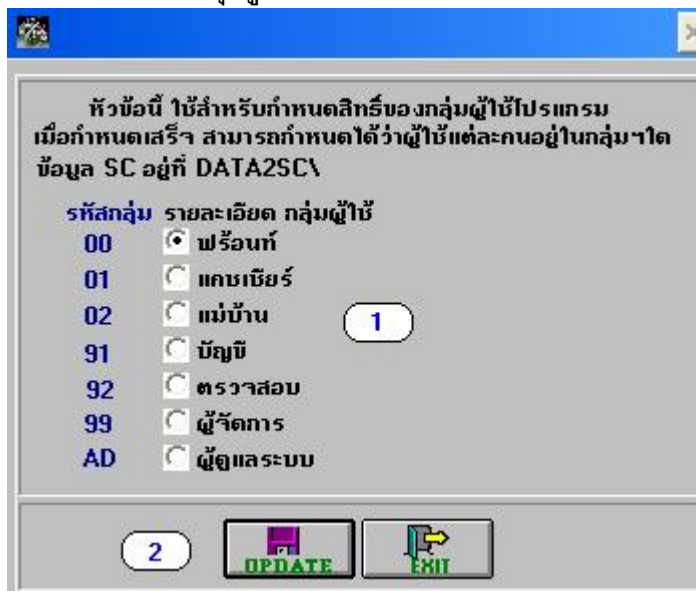 หัวข้อนี้ ใช้สำหรับกำหนดสิทธิ์ของกลุ่มผู้ใช้โปรแกรม
เมื่อกำหนดเสร็จ สามารถกำหนดได้ว่าผู้ใช้แต่ละคนอยู่ในกลุ่มฯใด
ข้อมูล SC อยู่ที่ DATA2SC\
รหัสกลุ่ม รายละเอียด กลุ่มผู้ใช้
00 ฟร้อนท์
01 แคชเชียร์
02 แม่บ้าน
1
91 บัญชี
92 ตรวจสอบ
99 ผู้จัดการ
AD ผู้ดูแลระบบ
2 UPDATE EXIT